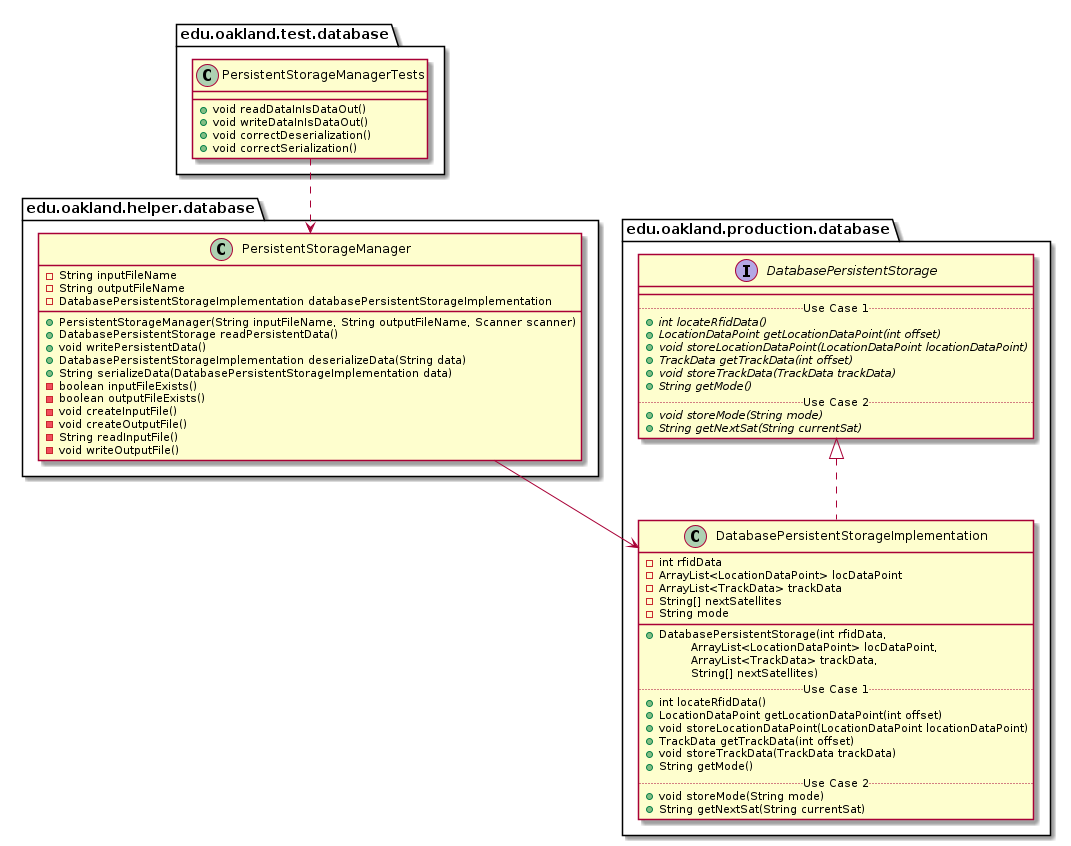 edu.oakland.test.database
C PersistentStorageManagerTests
void readDataInIsDataOut()
void writeDataInIsDataOut()
void correctDeserialization()
void correctSerialization()
edu.oakland.helper.database
C PersistentStorageManager
String inputFileName
String outputFileName
DatabasePersistentStorageImplementation databasePersistentStorageImplementation
PersistentStorageManager(String inputFileName, String outputFileName, Scanner scanner)
DatabasePersistentStorage readPersistentData()
void writePersistentData()
DatabasePersistentStorageImplementation deserializeData(String data)
String serializeData(DatabasePersistentStorageImplementation data)
boolean inputFileExists()
boolean outputFileExists()
void createInputFile()
void createOutputFile()
String readInputFile()
void writeOutputFile()
edu.oakland.production.database
I DatabasePersistentStorage
Use Case 1
int locateRfidData()
LocationDataPoint getLocationDataPoint(int offset)
void storeLocationDataPoint(LocationDataPoint locationDataPoint)
TrackData getTrackData(int offset)
void storeTrackData(TrackData trackData)
String getMode()
Use Case 2
void storeMode(String mode)
String getNextSat(String currentSat)
C DatabasePersistentStorageImplementation
int rfidData
ArrayList<LocationDataPoint> locDataPoint
ArrayList<TrackData> trackData
String[] nextSatellites
String mode
DatabasePersistentStorage(int rfidData,
ArrayList<LocationDataPoint> locDataPoint,
ArrayList<TrackData> trackData,
String[] nextSatellites)
Use Case 1
int locateRfidData()
LocationDataPoint getLocationDataPoint(int offset)
void storeLocationDataPoint(LocationDataPoint locationDataPoint)
TrackData getTrackData(int offset)
void storeTrackData(TrackData trackData)
String getMode()
Use Case 2
void storeMode(String mode)
String getNextSat(String currentSat)